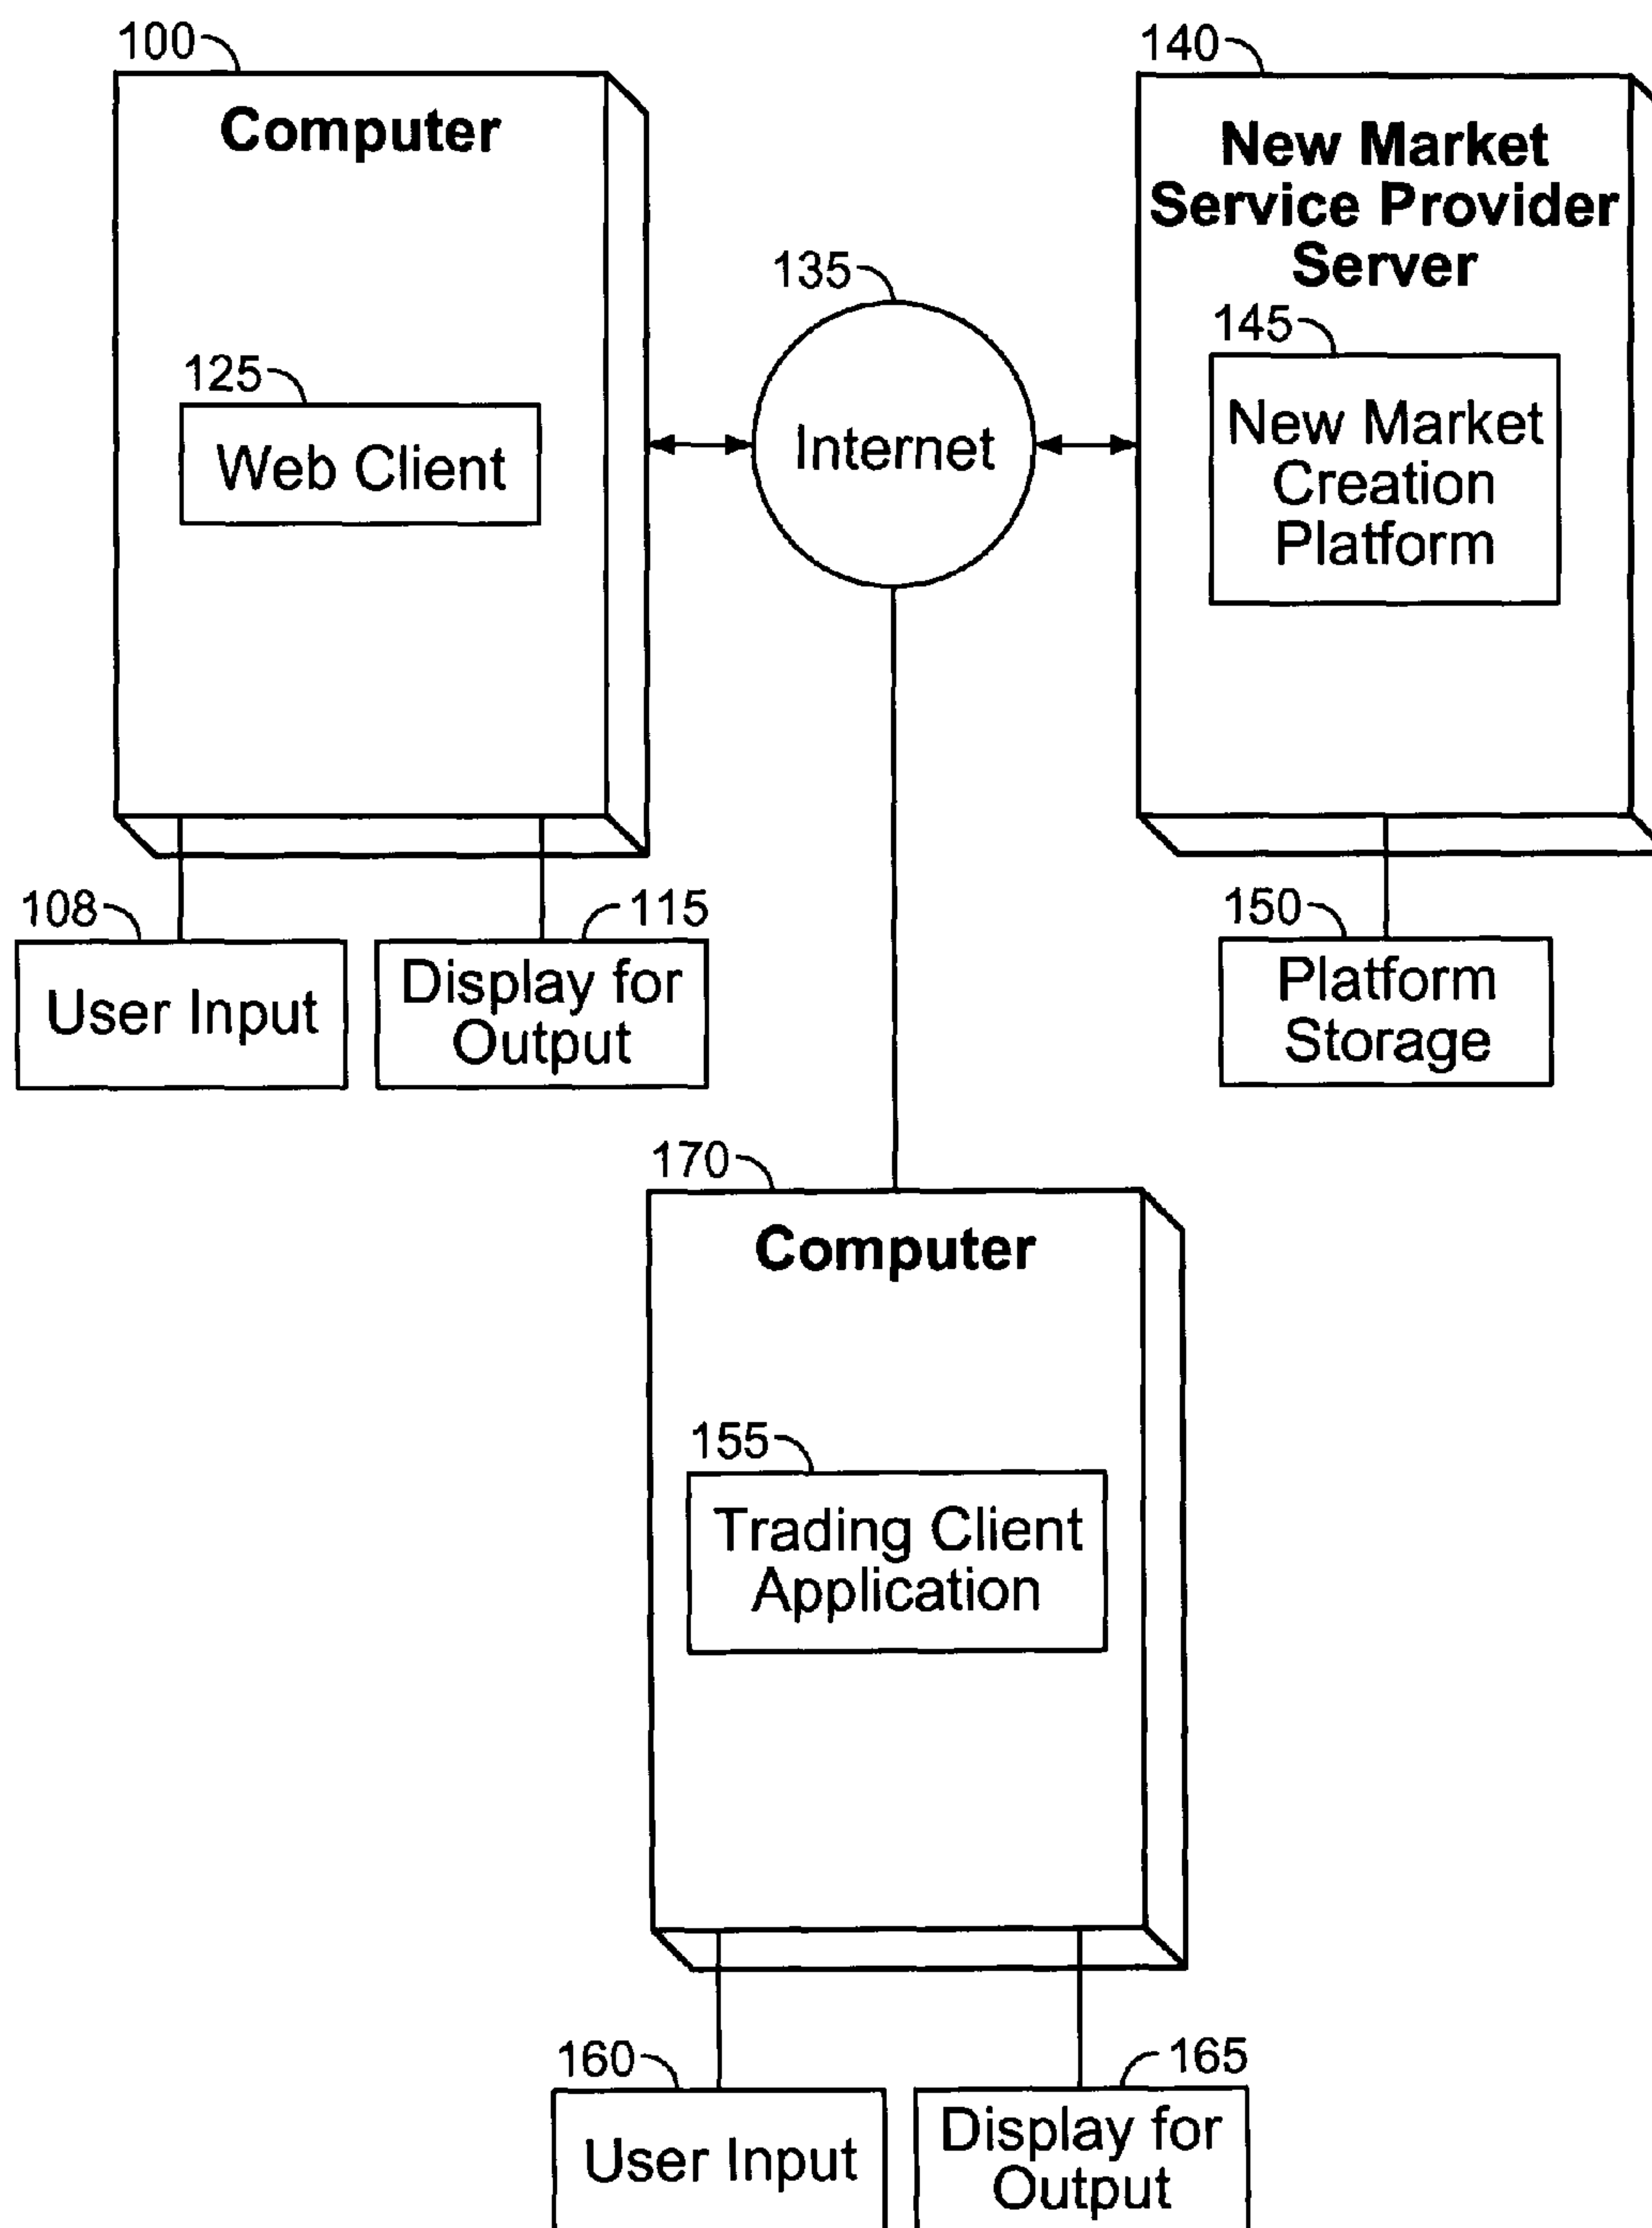 100
Computer
125
Web Client
108
User Input
115
Display for
Output
135
Internet
140
New Market
Service Provider
Server
145
New Market
Creation
Platform
150
Platform
Storage
170
Computer
155
Trading Client
Application
160
User Input
165
Display for
Output